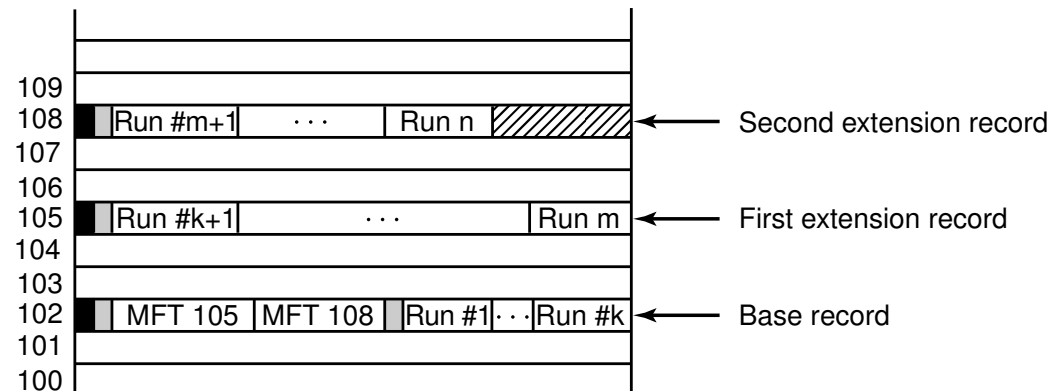 109
108 Run #m+1 · · · Run n Second extension record
107
106
105 Run #k+1 · · · Run m First extension record
104
103
102 MFT 105 MFT 108 Run #1 · · · Run #k Base record
101
100